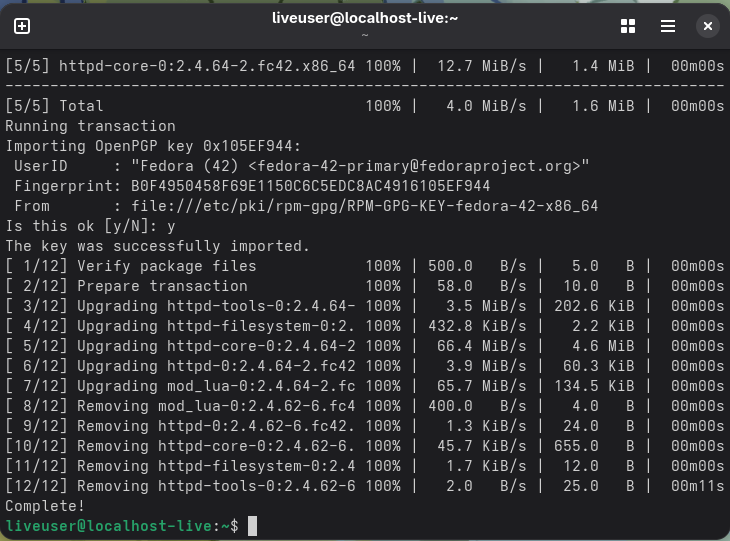 liveuser@localhost-live:~
~
[5/5] httpd-core-0:2.4.64-2.fc42.x86_64 100% |  12.7 MiB/s |   1.4 MiB |  00m00s
--------------------------------------------------------------------------------
[5/5] Total                             100% |   4.0 MiB/s |   1.6 MiB |  00m00s
Running transaction
Importing OpenPGP key 0x105EF944:
 UserID     : "Fedora (42) <fedora-42-primary@fedoraproject.org>"
 Fingerprint: B0F4950458F69E1150C6C5EDC8AC4916105EF944
 From       : file:///etc/pki/rpm-gpg/RPM-GPG-KEY-fedora-42-x86_64
Is this ok [y/N]: y
The key was successfully imported.
[ 1/12] Verify package files            100% | 500.0   B/s |   5.0   B |  00m00s
[ 2/12] Prepare transaction             100% |  58.0   B/s |  10.0   B |  00m00s
[ 3/12] Upgrading httpd-tools-0:2.4.64- 100% |   3.5 MiB/s | 202.6 KiB |  00m00s
[ 4/12] Upgrading httpd-filesystem-0:2. 100% | 432.8 KiB/s |   2.2 KiB |  00m00s
[ 5/12] Upgrading httpd-core-0:2.4.64-2 100% |  66.4 MiB/s |   4.6 MiB |  00m00s
[ 6/12] Upgrading httpd-0:2.4.64-2.fc42 100% |   3.9 MiB/s |  60.3 KiB |  00m00s
[ 7/12] Upgrading mod_lua-0:2.4.64-2.fc 100% |  65.7 MiB/s | 134.5 KiB |  00m00s
[ 8/12] Removing mod_lua-0:2.4.62-6.fc4 100% | 400.0   B/s |   4.0   B |  00m00s
[ 9/12] Removing httpd-0:2.4.62-6.fc42. 100% |   1.3 KiB/s |  24.0   B |  00m00s
[10/12] Removing httpd-core-0:2.4.62-6. 100% |  45.7 KiB/s | 655.0   B |  00m00s
[11/12] Removing httpd-filesystem-0:2.4 100% |   1.7 KiB/s |  12.0   B |  00m00s
[12/12] Removing httpd-tools-0:2.4.62-6 100% |   2.0   B/s |  25.0   B |  00m11s
Complete!
liveuser@localhost-live:~$